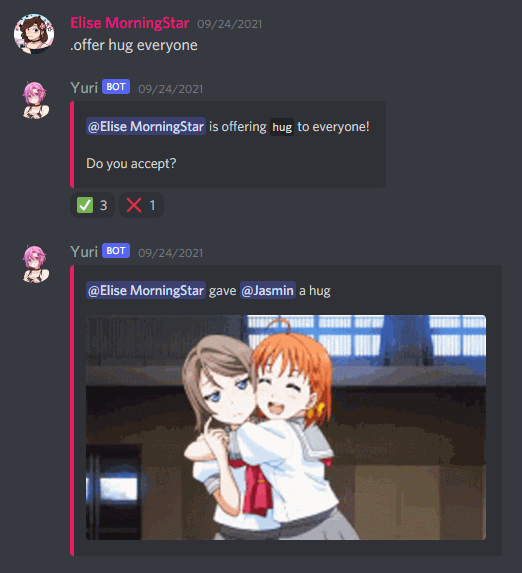 Elise MorningStar 09/24/2021
.offer hug everyone
Yuri BOT 09/24/2021
@Elise MorningStar is offering hug to everyone!
Do you accept?
3 1
Yuri BOT 09/24/2021
@Elise MorningStar gave @Jasmin a hug